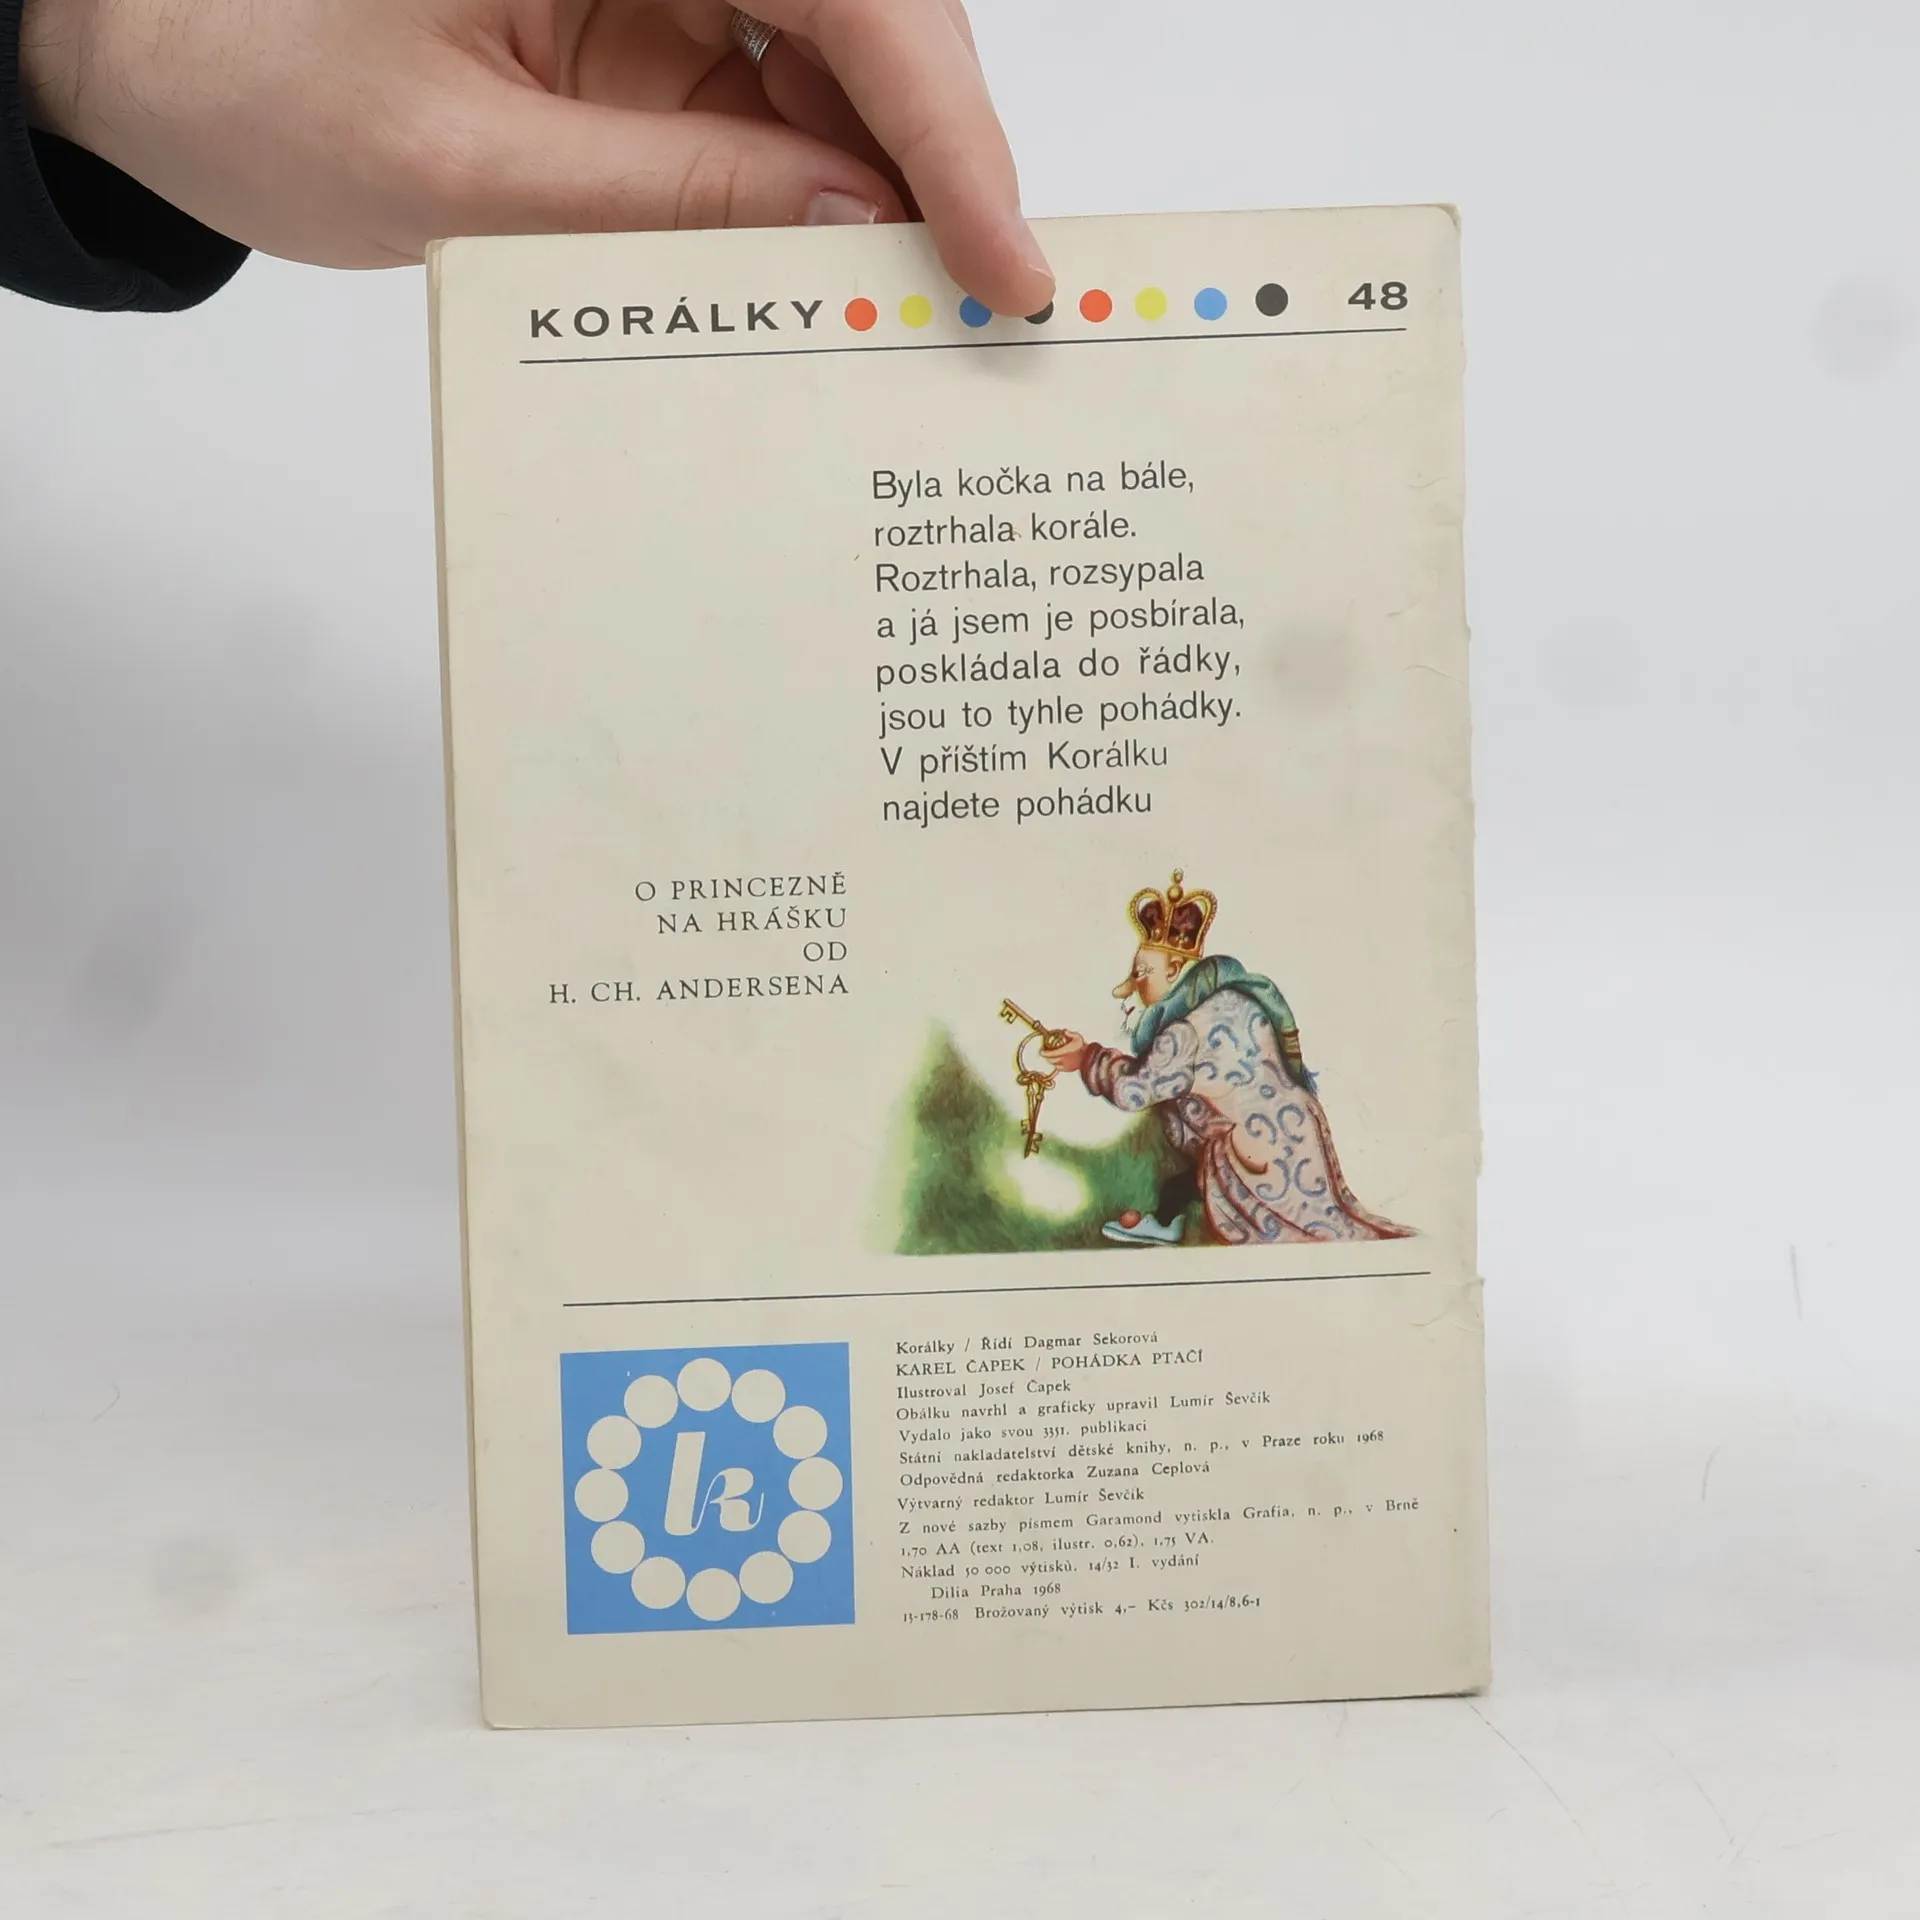 KORÁLKY 48
Byla kočka na bále,
roztrhala korále.
Roztrhala, rozsypala
a já jsem je posbírala,
poskládala do řádky,
jsou to tyhle pohádky.
V příštím Korálku
najdete pohádku
O PRINCEZNĚ
NA HRÁŠKU
OD
H. CH. ANDERSENA
k
Korálky / Řídí Dagmar Sekorová
KAREL ČAPEK / POHÁDKA PTAČÍ
Ilustroval Josef Čapek
Obálku navrhl a graficky upravil Lumír Ševčík
Vydalo jako svou 3351. publikaci
Státní nakladatelství dětské knihy, n. p., v Praze roku 1968
Odpovědná redaktorka Zuzana Ceplová
Výtvarný redaktor Lumír Ševčík
Z nové sazby písmem Garamond vytiskla Grafia, n. p., v Brně
1,70 AA (text 1,08, ilustr. 0,62), 1,75 VA.
Náklad 50 000 výtisků. 14/32 I. vydání
Dilia Praha 1968
13-178-68 Brožovaný výtisk 4,- Kčs 302/14/8,6-1